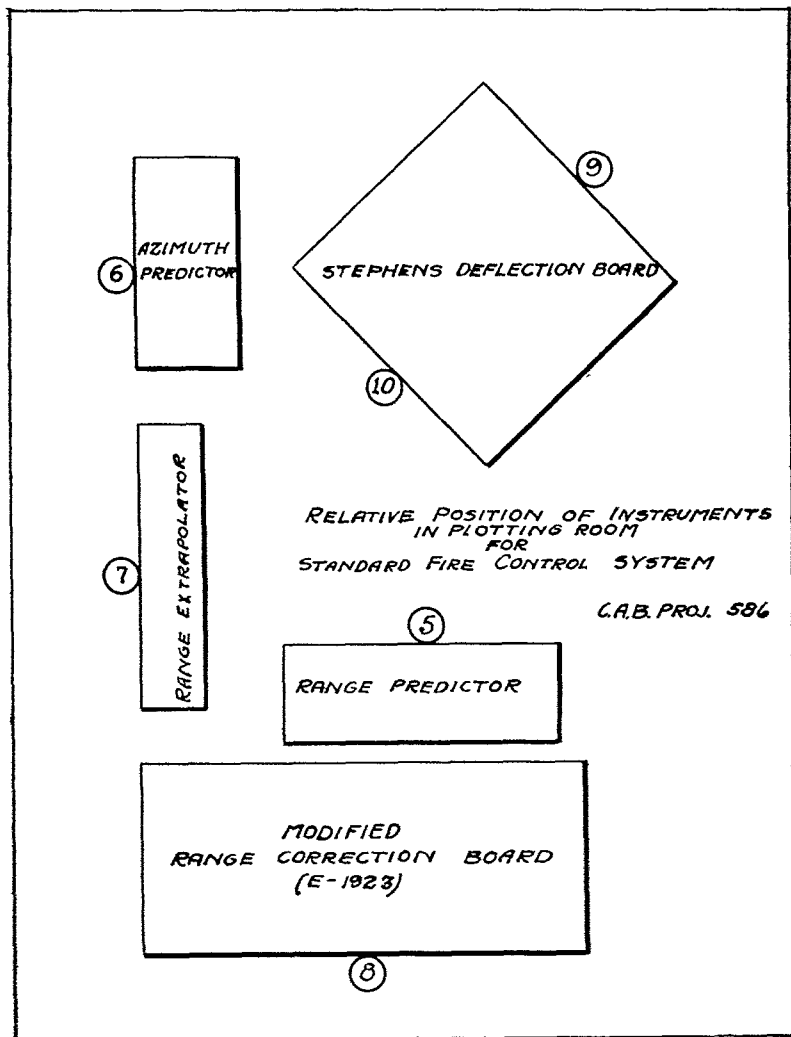 9
AZIMUTH
PREDICTOR
6
STEPHENS DEFLECTION BOARD
10
RANGE EXTRAPOLATOR
7
RELATIVE POSITION OF INSTRUMENTS
IN PLOTTING ROOM
FOR
STANDARD FIRE CONTROL SYSTEM
C.A.B. PROJ. 586
5
RANGE PREDICTOR
MODIFIED
RANGE CORRECTION BOARD
(E-1923)
8